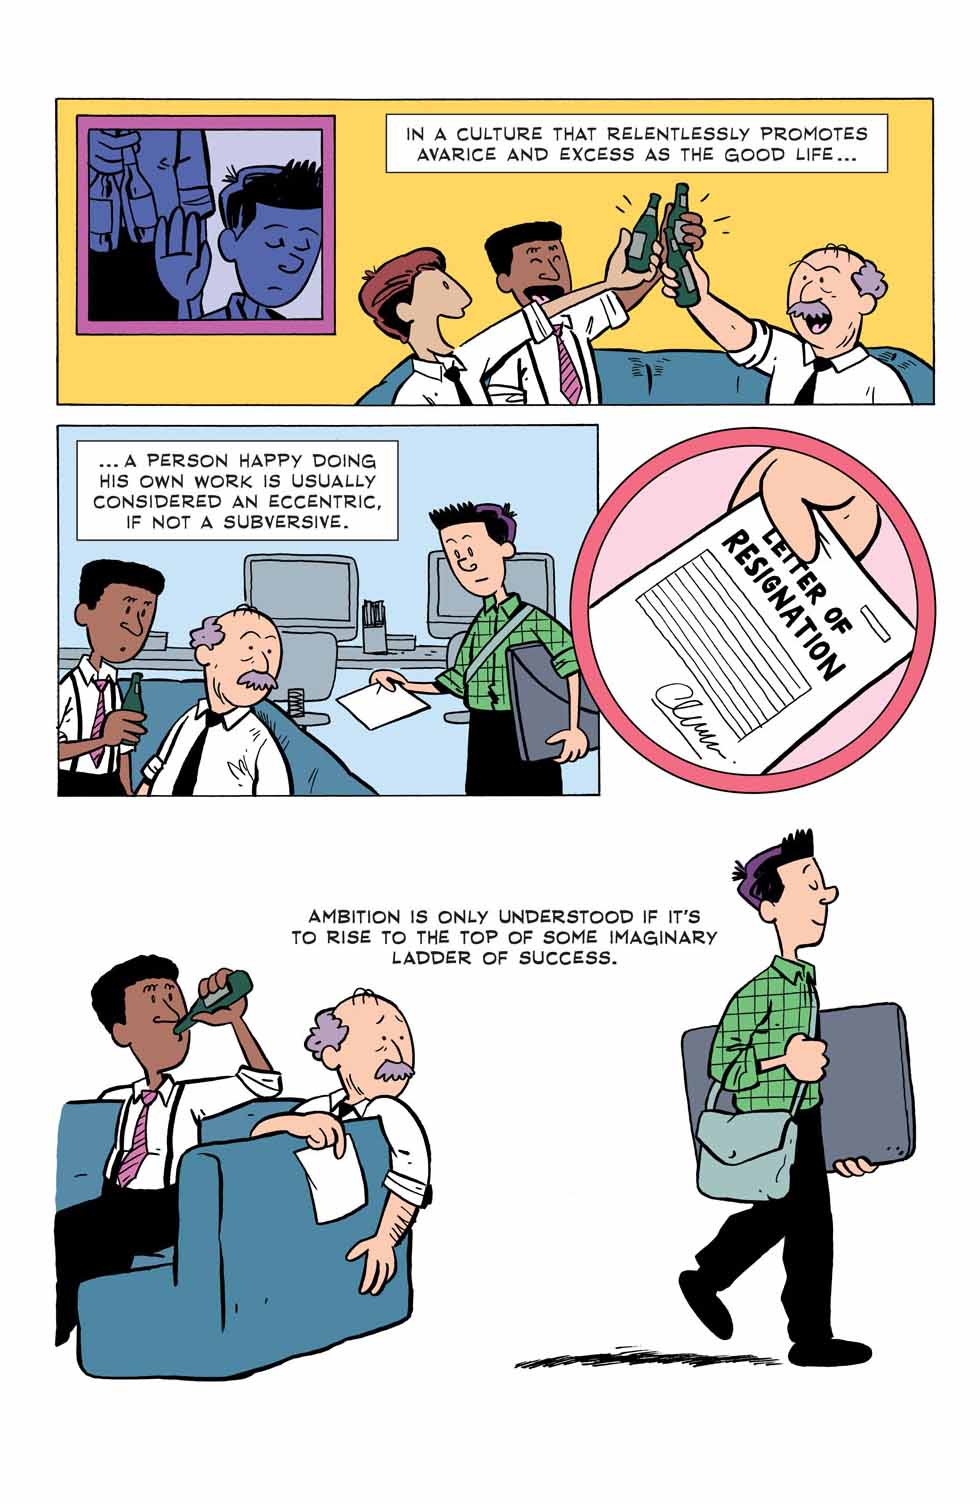 IN A CULTURE THAT RELENTLESSLY PROMOTES
AVARICE AND EXCESS AS THE GOOD LIFE...
...A PERSON HAPPY DOING
HIS OWN WORK IS USUALLY
CONSIDERED AN ECCENTRIC,
IF NOT A SUBVERSIVE.
LETTER OF
RESIGNATION
AMBITION IS ONLY UNDERSTOOD IF IT'S
TO RISE TO THE TOP OF SOME IMAGINARY
LADDER OF SUCCESS.